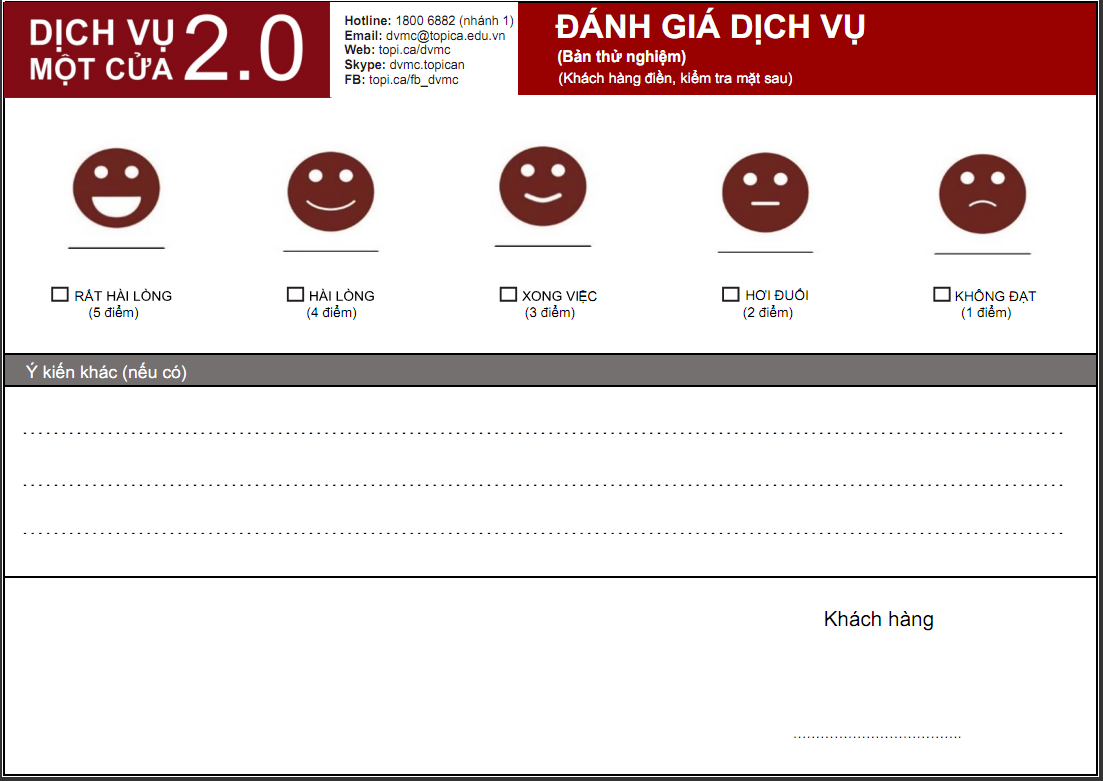 DỊCH VỤ
MỘT CỬA
2.0
Hotline: 1800 6882 (nhánh 1)
Email: dvmc@topica.edu.vn
Web: topi.ca/dvmc
Skype: dvmc.topican
FB: topi.ca/fb_dvmc
ĐÁNH GIÁ DỊCH VỤ
(Bản thử nghiệm)
(Khách hàng điền, kiểm tra mặt sau)
RẤT HÀI LÒNG
(5 điểm)
HÀI LÒNG
(4 điểm)
XONG VIỆC
(3 điểm)
HƠI ĐUỐI
(2 điểm)
KHÔNG ĐẠT
(1 điểm)
Ý kiến khác (nếu có)
Khách hàng